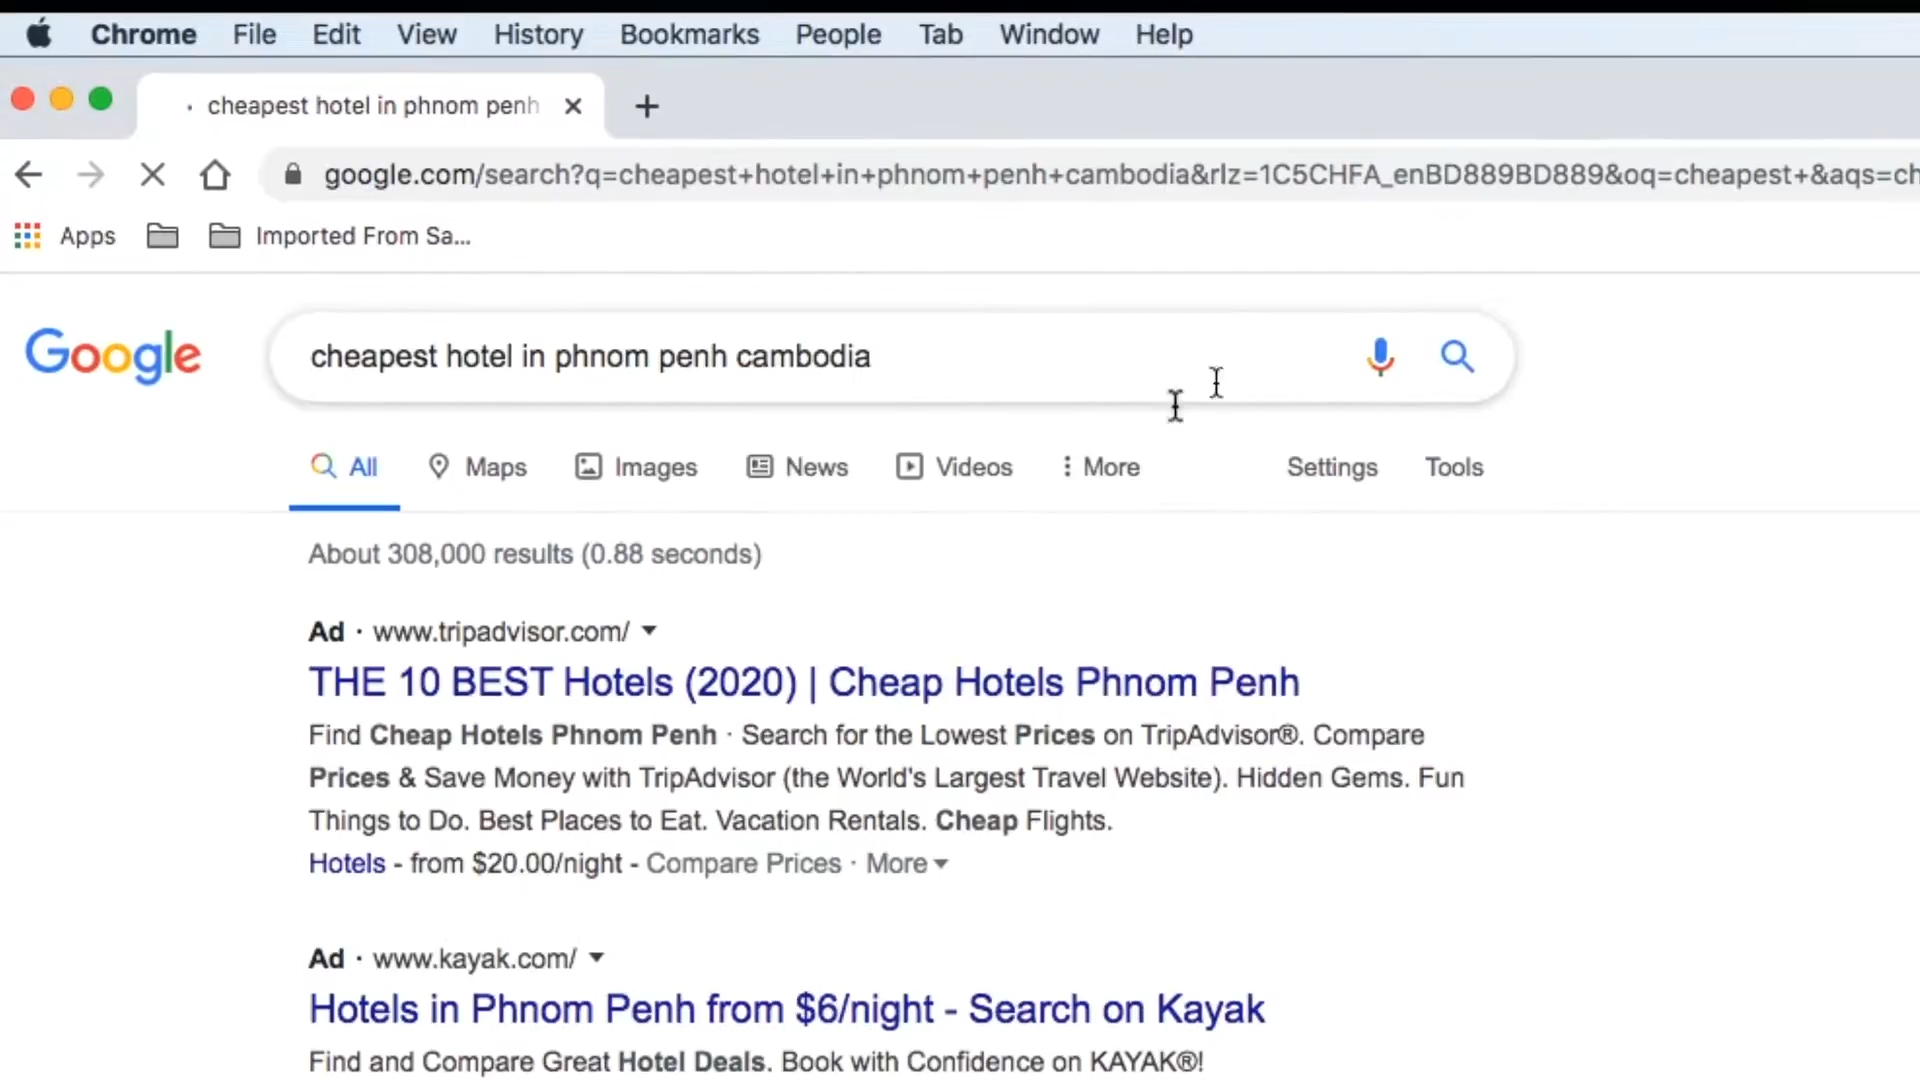 Chrome File Edit View History Bookmarks People Tab Window Help
cheapest hotel in phnom penh
google.com/search?q=cheapest+hotel+in+phnom+penh+cambodia&rlz=1C5CHFA_enBD889BD889&oq=cheapest+&aqs=ch
Apps Imported From Sa...
Google cheapest hotel in phnom penh cambodia
All Maps Images News Videos More Settings Tools
About 308,000 results (0.88 seconds)
Ad · www.tripadvisor.com/
THE 10 BEST Hotels (2020) | Cheap Hotels Phnom Penh
Find Cheap Hotels Phnom Penh · Search for the Lowest Prices on TripAdvisor®. Compare
Prices & Save Money with TripAdvisor (the World's Largest Travel Website). Hidden Gems. Fun
Things to Do. Best Places to Eat. Vacation Rentals. Cheap Flights.
Hotels - from $20.00/night - Compare Prices · More
Ad · www.kayak.com/
Hotels in Phnom Penh from $6/night - Search on Kayak
Find and Compare Great Hotel Deals. Book with Confidence on KAYAK®!